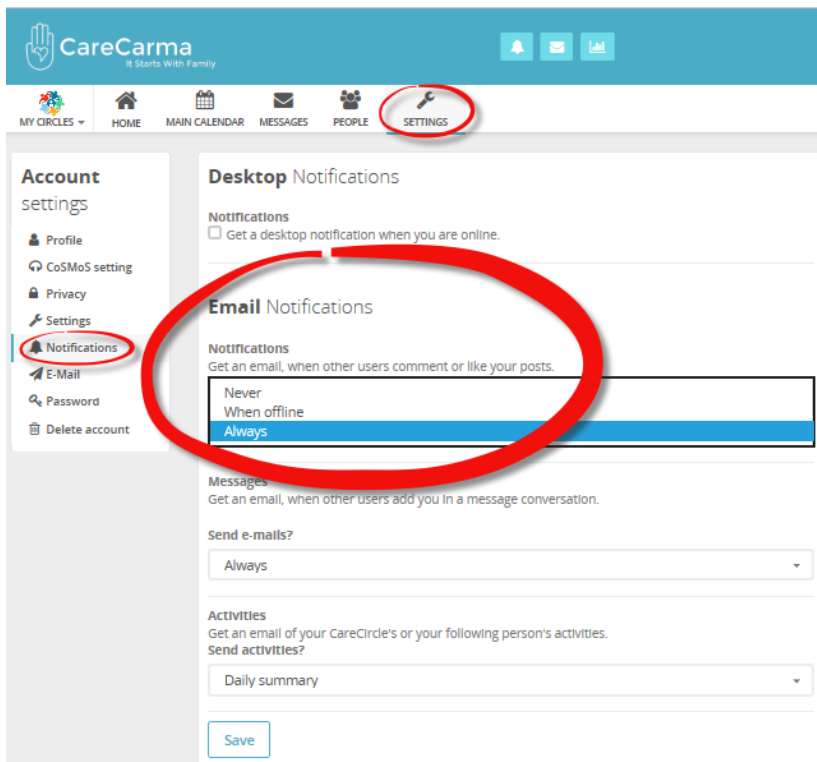 CareCarma
It Starts With Family
MY CIRCLES
HOME
MAIN CALENDAR
MESSAGES
PEOPLE
SETTINGS
Account
settings
Profile
CoSMoS setting
Privacy
Settings
Notifications
E-Mail
Password
Delete account
Desktop Notifications
Notifications
Get a desktop notification when you are online.
Email Notifications
Notifications
Get an email, when other users comment or like your posts.
Never
When offline
Always
Messages
Get an email, when other users add you in a message conversation.
Send e-mails?
Always
Activities
Get an email of your CareCircle's or your following person's activities.
Send activities?
Daily summary
Save